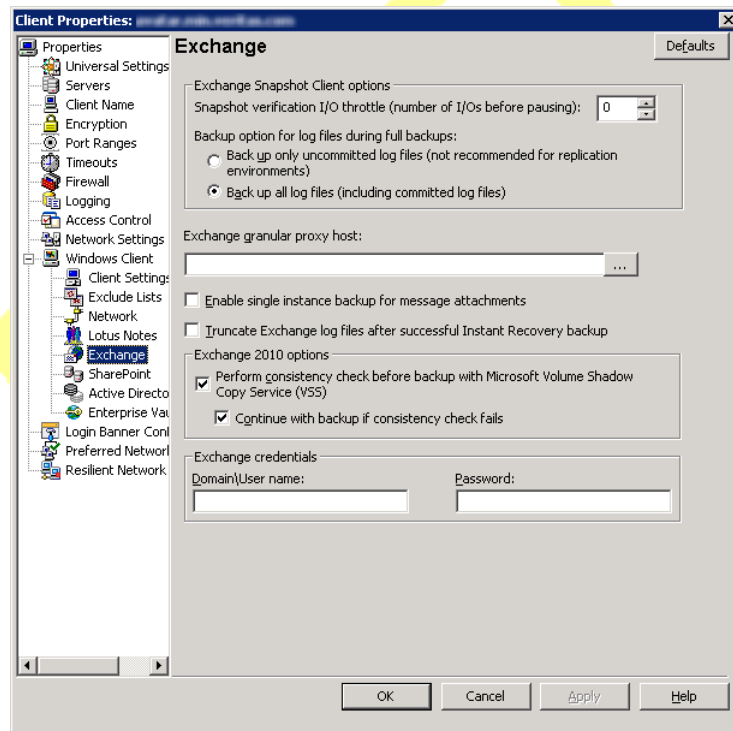 Client Properties:
Properties
Universal Settings
Servers
Client Name
Encryption
Port Ranges
Timeouts
Firewall
Logging
Access Control
Network Settings
Windows Client
Client Settings
Exclude Lists
Network
Lotus Notes
Exchange
SharePoint
Active Directo
Enterprise Vau
Login Banner Conf
Preferred Network
Resilient Network
Exchange
Defaults
Exchange Snapshot Client options
Snapshot verification I/O throttle (number of I/Os before pausing): 0
Backup option for log files during full backups:
Back up only uncommitted log files (not recommended for replication
environments)
Back up all log files (including committed log files)
Exchange granular proxy host:
...
Enable single instance backup for message attachments
Truncate Exchange log files after successful Instant Recovery backup
Exchange 2010 options
Perform consistency check before backup with Microsoft Volume Shadow
Copy Service (VSS)
Continue with backup if consistency check fails
Exchange credentials
Domain\User name:
Password:
OK
Cancel
Apply
Help